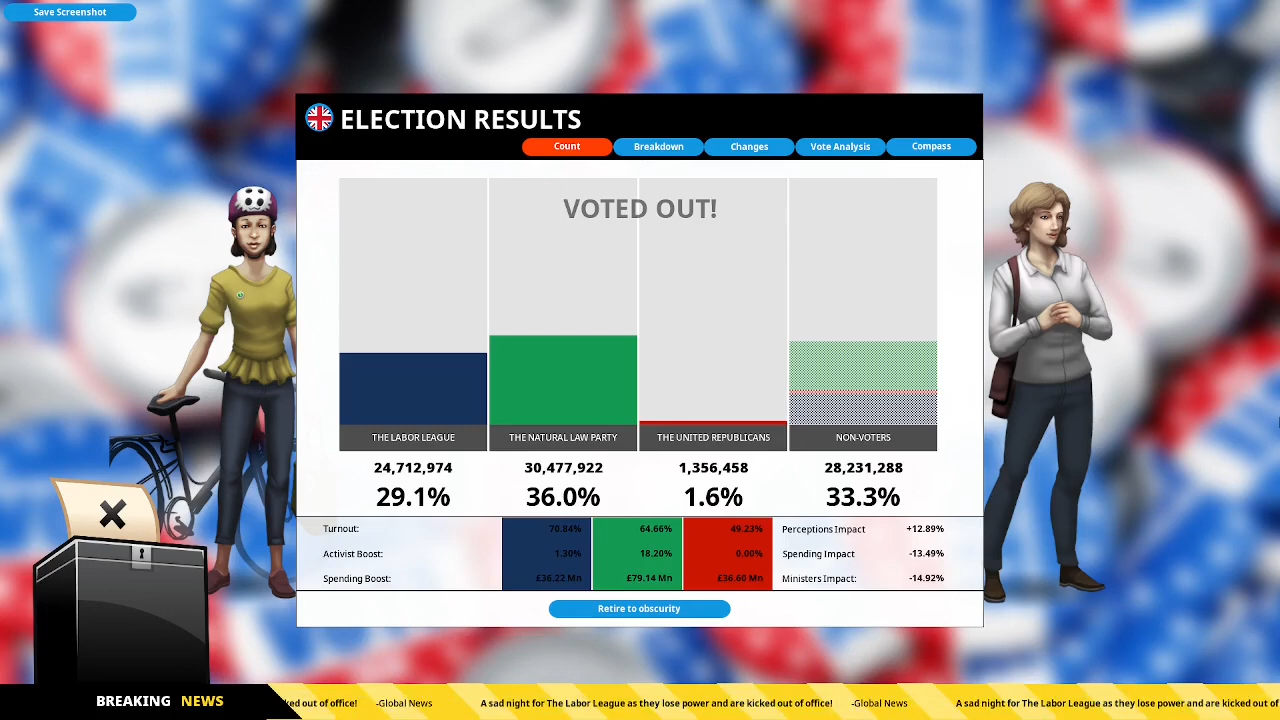 Save Screenshot
ELECTION RESULTS
Count Breakdown Changes Vote Analysis Compass
VOTED OUT!
THE LABOR LEAGUE THE NATURAL LAW PARTY THE UNITED REPUBLICANS NON-VOTERS
24,712,974 30,477,922 1,356,458 28,231,288
29.1% 36.0% 1.6% 33.3%
Turnout: 70.84% 64.66% 49.23% Perceptions Impact +12.89%
Activist Boost: 1.30% 18.20% 0.00% Spending Impact -13.49%
Spending Boost: £36.22 Mn £79.14 Mn £36.60 Mn Ministers Impact: -14.92%
Retire to obscurity
BREAKING NEWS ked out of office! -Global News A sad night for The Labor League as they lose power and are kicked out of office! -Global News A sad night for The Labor League as they lose power and are kicked out of